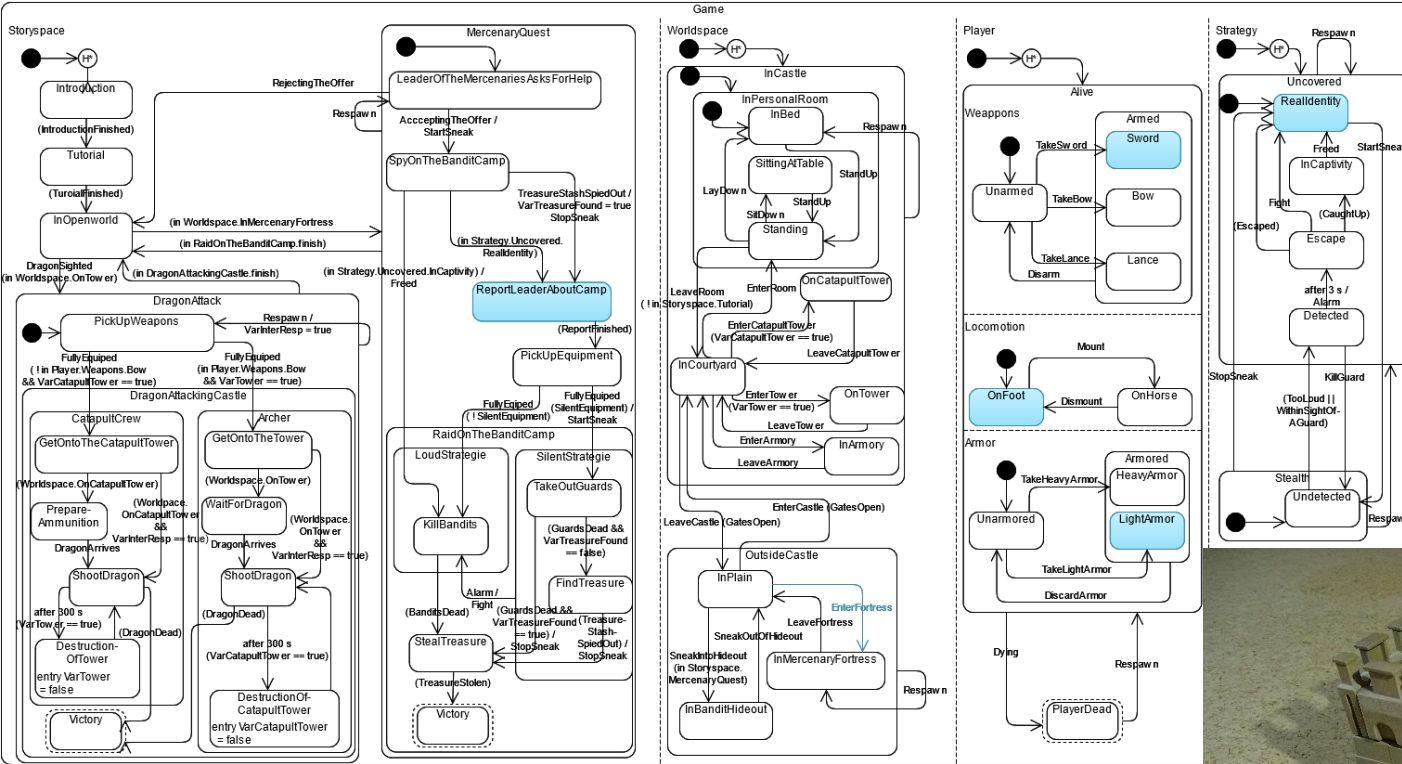 Game
Storyspace
H*
Introduction
(IntroductionFinished)
Tutorial
(TuroialFinished)
InOpenworld
RejectingTheOffer
(in Worldspace.InMercenaryFortress
(in RaidOnTheBanditCamp.finish)
DragonSighted
(in Worldspace.OnTower)
(in DragonAttackingCastle.finish)
DragonAttack
PickUpWeapons
Respawn /
VarInterResp = true
FullyEquiped
( ! in Player.Weapons.Bow
&& VarCatapultTower == true)
FullyEquiped
(in Player.Weapons.Bow
&& VarTower == true)
DragonAttackingCastle
CatapultCrew
GetOntoTheCatapultTower
(Worldspace.OnCatapultTower)
Prepare-
Ammunition
DragonArrives
(Worldpace.
OnCatapultTower
&&
VarInterResp == true)
ShootDragon
after 300 s
(VarTower == true)
(DragonDead)
Destruction-
OfTower
entry VarTower
= false
Victory
Archer
GetOntoTheTower
(Worldspace.OnTower)
WaitForDragon
DragonArrives
(Worldspace.
OnTower
&&
VarInterResp == true)
ShootDragon
(DragonDead)
after 300 s
(VarCatapultTower == true)
DestructionOf-
CatapultTower
entry VarCatapultTower
= false
MercenaryQuest
LeaderOfTheMercenariesAsksForHelp
Respawn
AccceptingTheOffer /
StartSneak
SpyOnTheBanditCamp
TreasureStashSpiedOut /
VarTreasureFound = true
StopSneak
(in Strategy.Uncovered.
RealIdentity)
(in Strategy.Uncovered.InCaptivity) /
Freed
ReportLeaderAboutCamp
(ReportFinished)
PickUpEquipment
FullyEqiped
( ! SilentEquipment)
FullyEquiped
(SilentEquipment) /
StartSneak
RaidOnTheBanditCamp
LoudStrategie
KillBandits
SilentStrategie
TakeOutGuards
(GuardsDead &&
VarTreasureFound
== false)
FindTreasure
Alarm /
Fight
(BanditsDead)
(GuardsDead &&
VarTreasureFound
== true) /
StopSneak
(Treasure-
Stash-
SpiedOut) /
StopSneak
StealTreasure
(TreasureStolen)
Victory
Worldspace
H*
InCastle
InPersonalRoom
InBed
Respawn
SittingAtTable
StandUp
LayDown
StandUp
SitDown
Standing
LeaveRoom
( ! in Storyspace.Tutorial)
EnterRoom
OnCatapultTower
EnterCatapultTower
(VarCatapultTower == true)
LeaveCatapultTower
InCourtyard
EnterTower
(VarTower == true)
OnTower
LeaveTower
EnterArmory
InArmory
LeaveArmory
EnterCastle (GatesOpen)
LeaveCastle (GatesOpen)
OutsideCastle
InPlain
EnterFortress
LeaveFortress
SneakOutOfHideout
SneakIntoHideout
(in Storyspace.
MercenaryQuest)
InMercenaryFortress
Respawn
InBanditHideout
Player
H*
Alive
Weappons
Armed
TakeSword
Sword
Unarmed
TakeBow
Bow
TakeLance
Lance
Disarm
Locomotion
Mount
OnFoot
Dismount
OnHorse
Armor
Armored
TakeHeavyArmor
HeavyArmor
Unarmored
LightArmor
TakeLightArmor
DiscardArmor
Dying
Respawn
PlayerDead
Strategy
H*
Respawn
Uncovered
RealIdentity
Freed
StartSneak
InCaptivity
Fight
(CaughtUp)
(Escaped)
Escape
after 3 s /
Alarm
Detected
StopSneak
KillGuard
(TooLoud ||
WithinSightOf-
AGuard)
Stealth
Undetected
Respawn